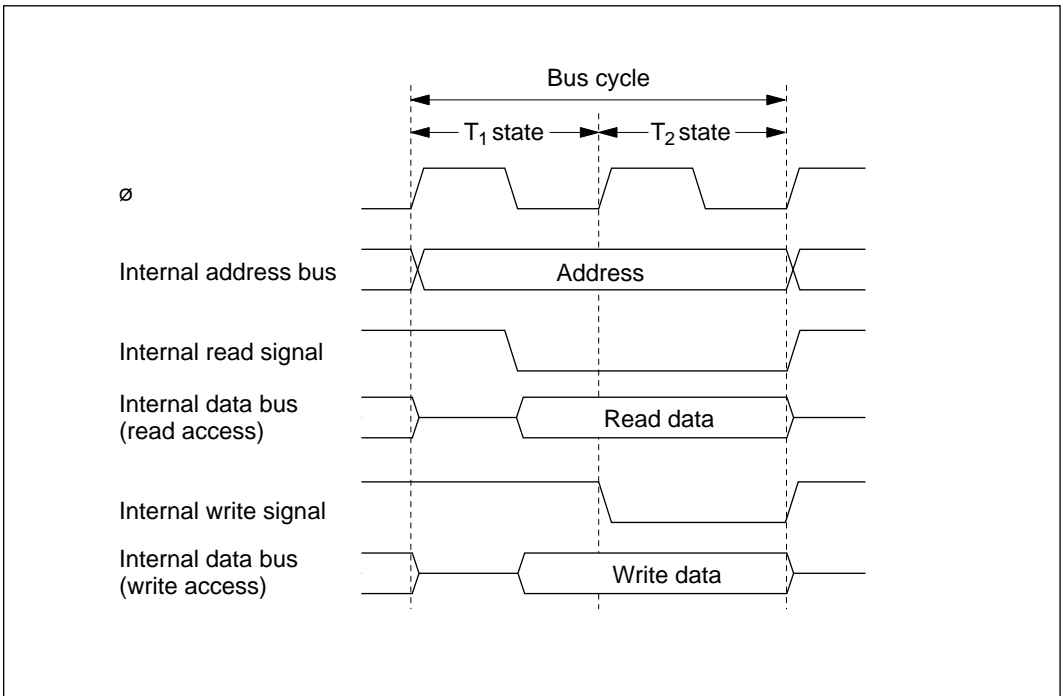 Bus cycle
T₁ state
T₂ state
ø
Internal address bus
Address
Internal read signal
Internal data bus
(read access)
Read data
Internal write signal
Internal data bus
(write access)
Write data